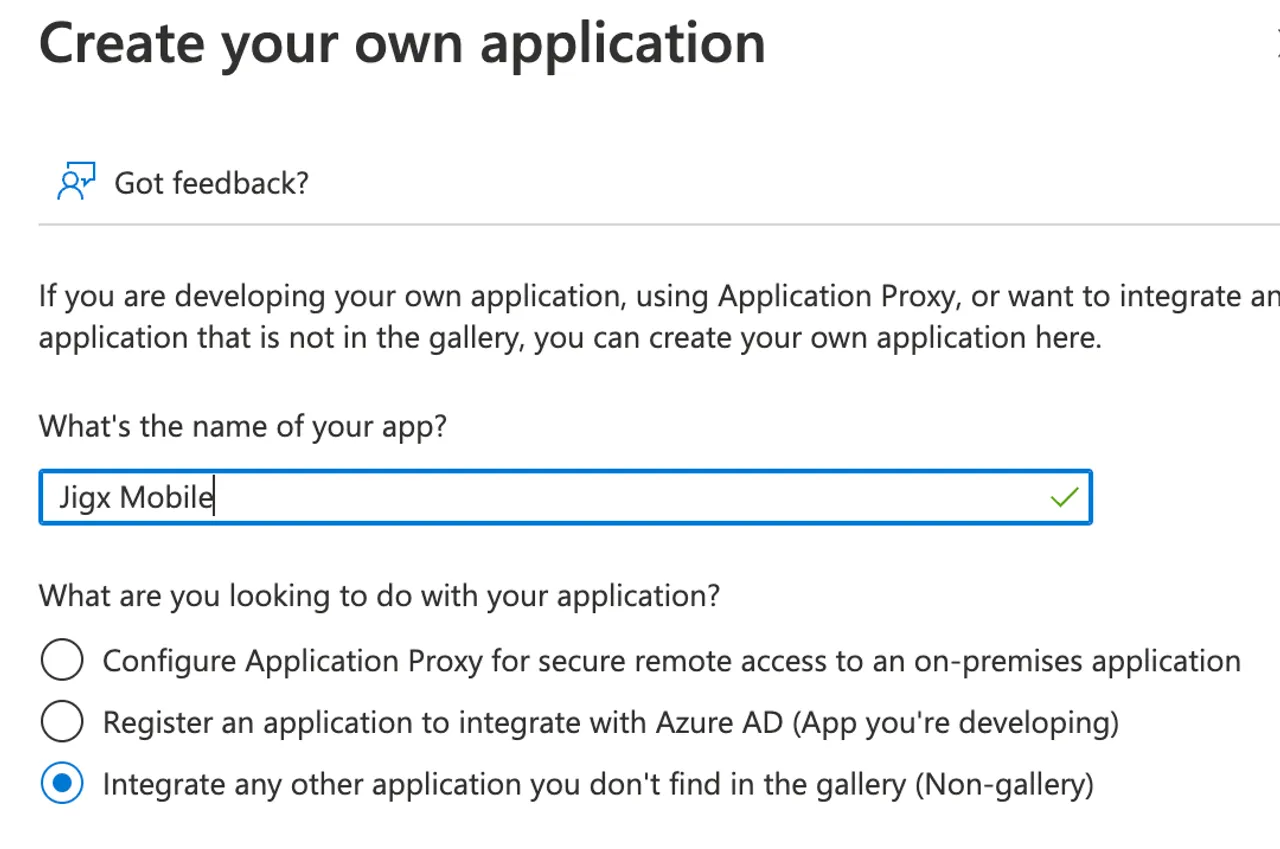 Create your own application
Got feedback?
If you are developing your own application, using Application Proxy, or want to integrate an
application that is not in the gallery, you can create your own application here.
What's the name of your app?
Jigx Mobile
What are you looking to do with your application?
Configure Application Proxy for secure remote access to an on-premises application
Register an application to integrate with Azure AD (App you're developing)
Integrate any other application you don't find in the gallery (Non-gallery)